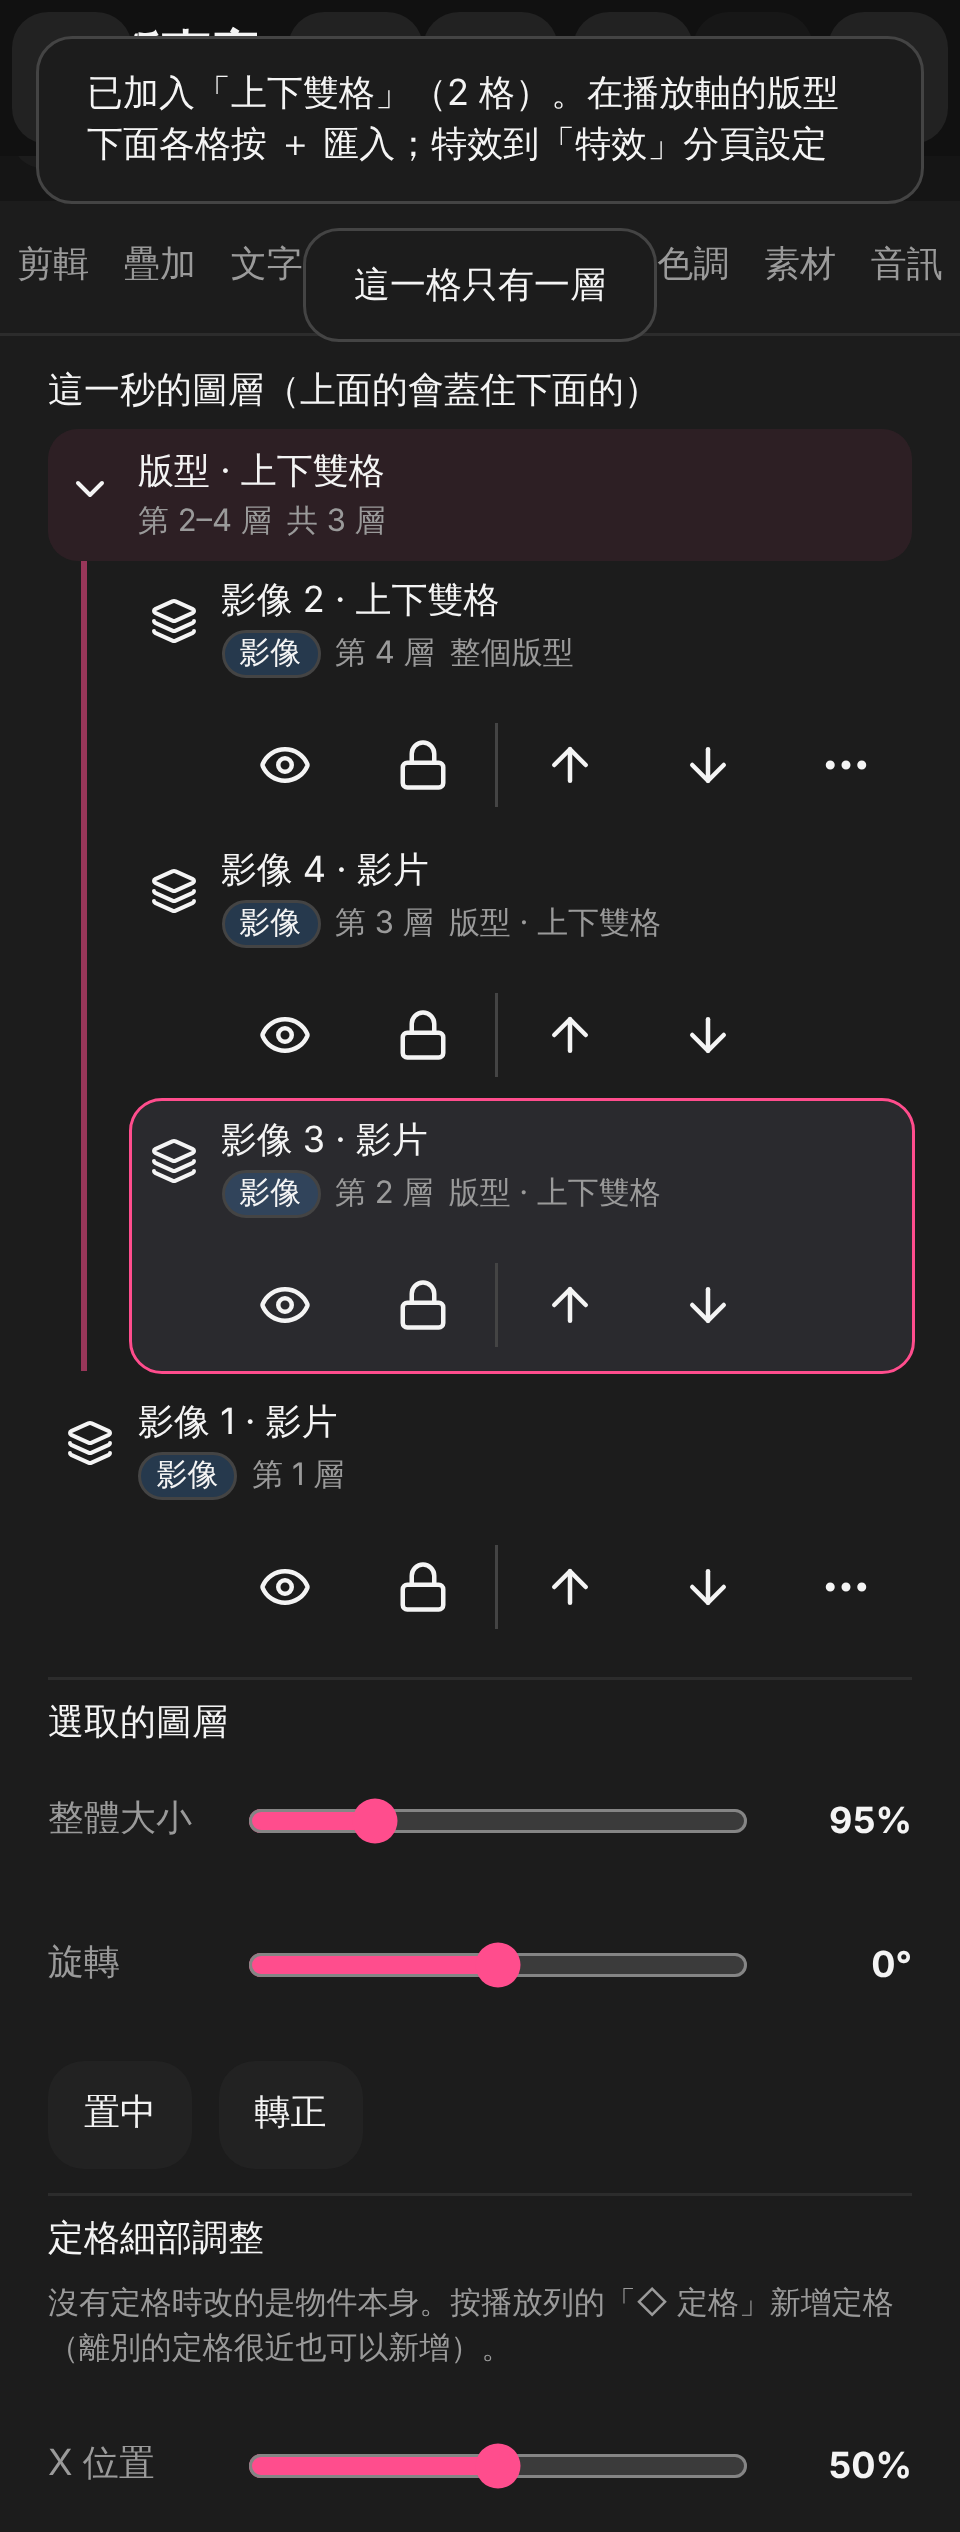 已加入「上下雙格」（2 格）。在播放軸的版型
下面各格按 ＋ 匯入；特效到「特效」分頁設定
剪輯 疊加 文字 色調 素材 音訊
這一格只有一層
這一秒的圖層（上面的會蓋住下面的）
版型 · 上下雙格
第 2–4 層 共 3 層
影像 2 · 上下雙格
影像 第 4 層 整個版型
影像 4 · 影片
影像 第 3 層 版型 · 上下雙格
影像 3 · 影片
影像 第 2 層 版型 · 上下雙格
影像 1 · 影片
影像 第 1 層
選取的圖層
整體大小 95%
旋轉 0°
置中 轉正
定格細部調整
沒有定格時改的是物件本身。按播放列的「◇ 定格」新增定格
（離別的定格很近也可以新增）。
X 位置 50%